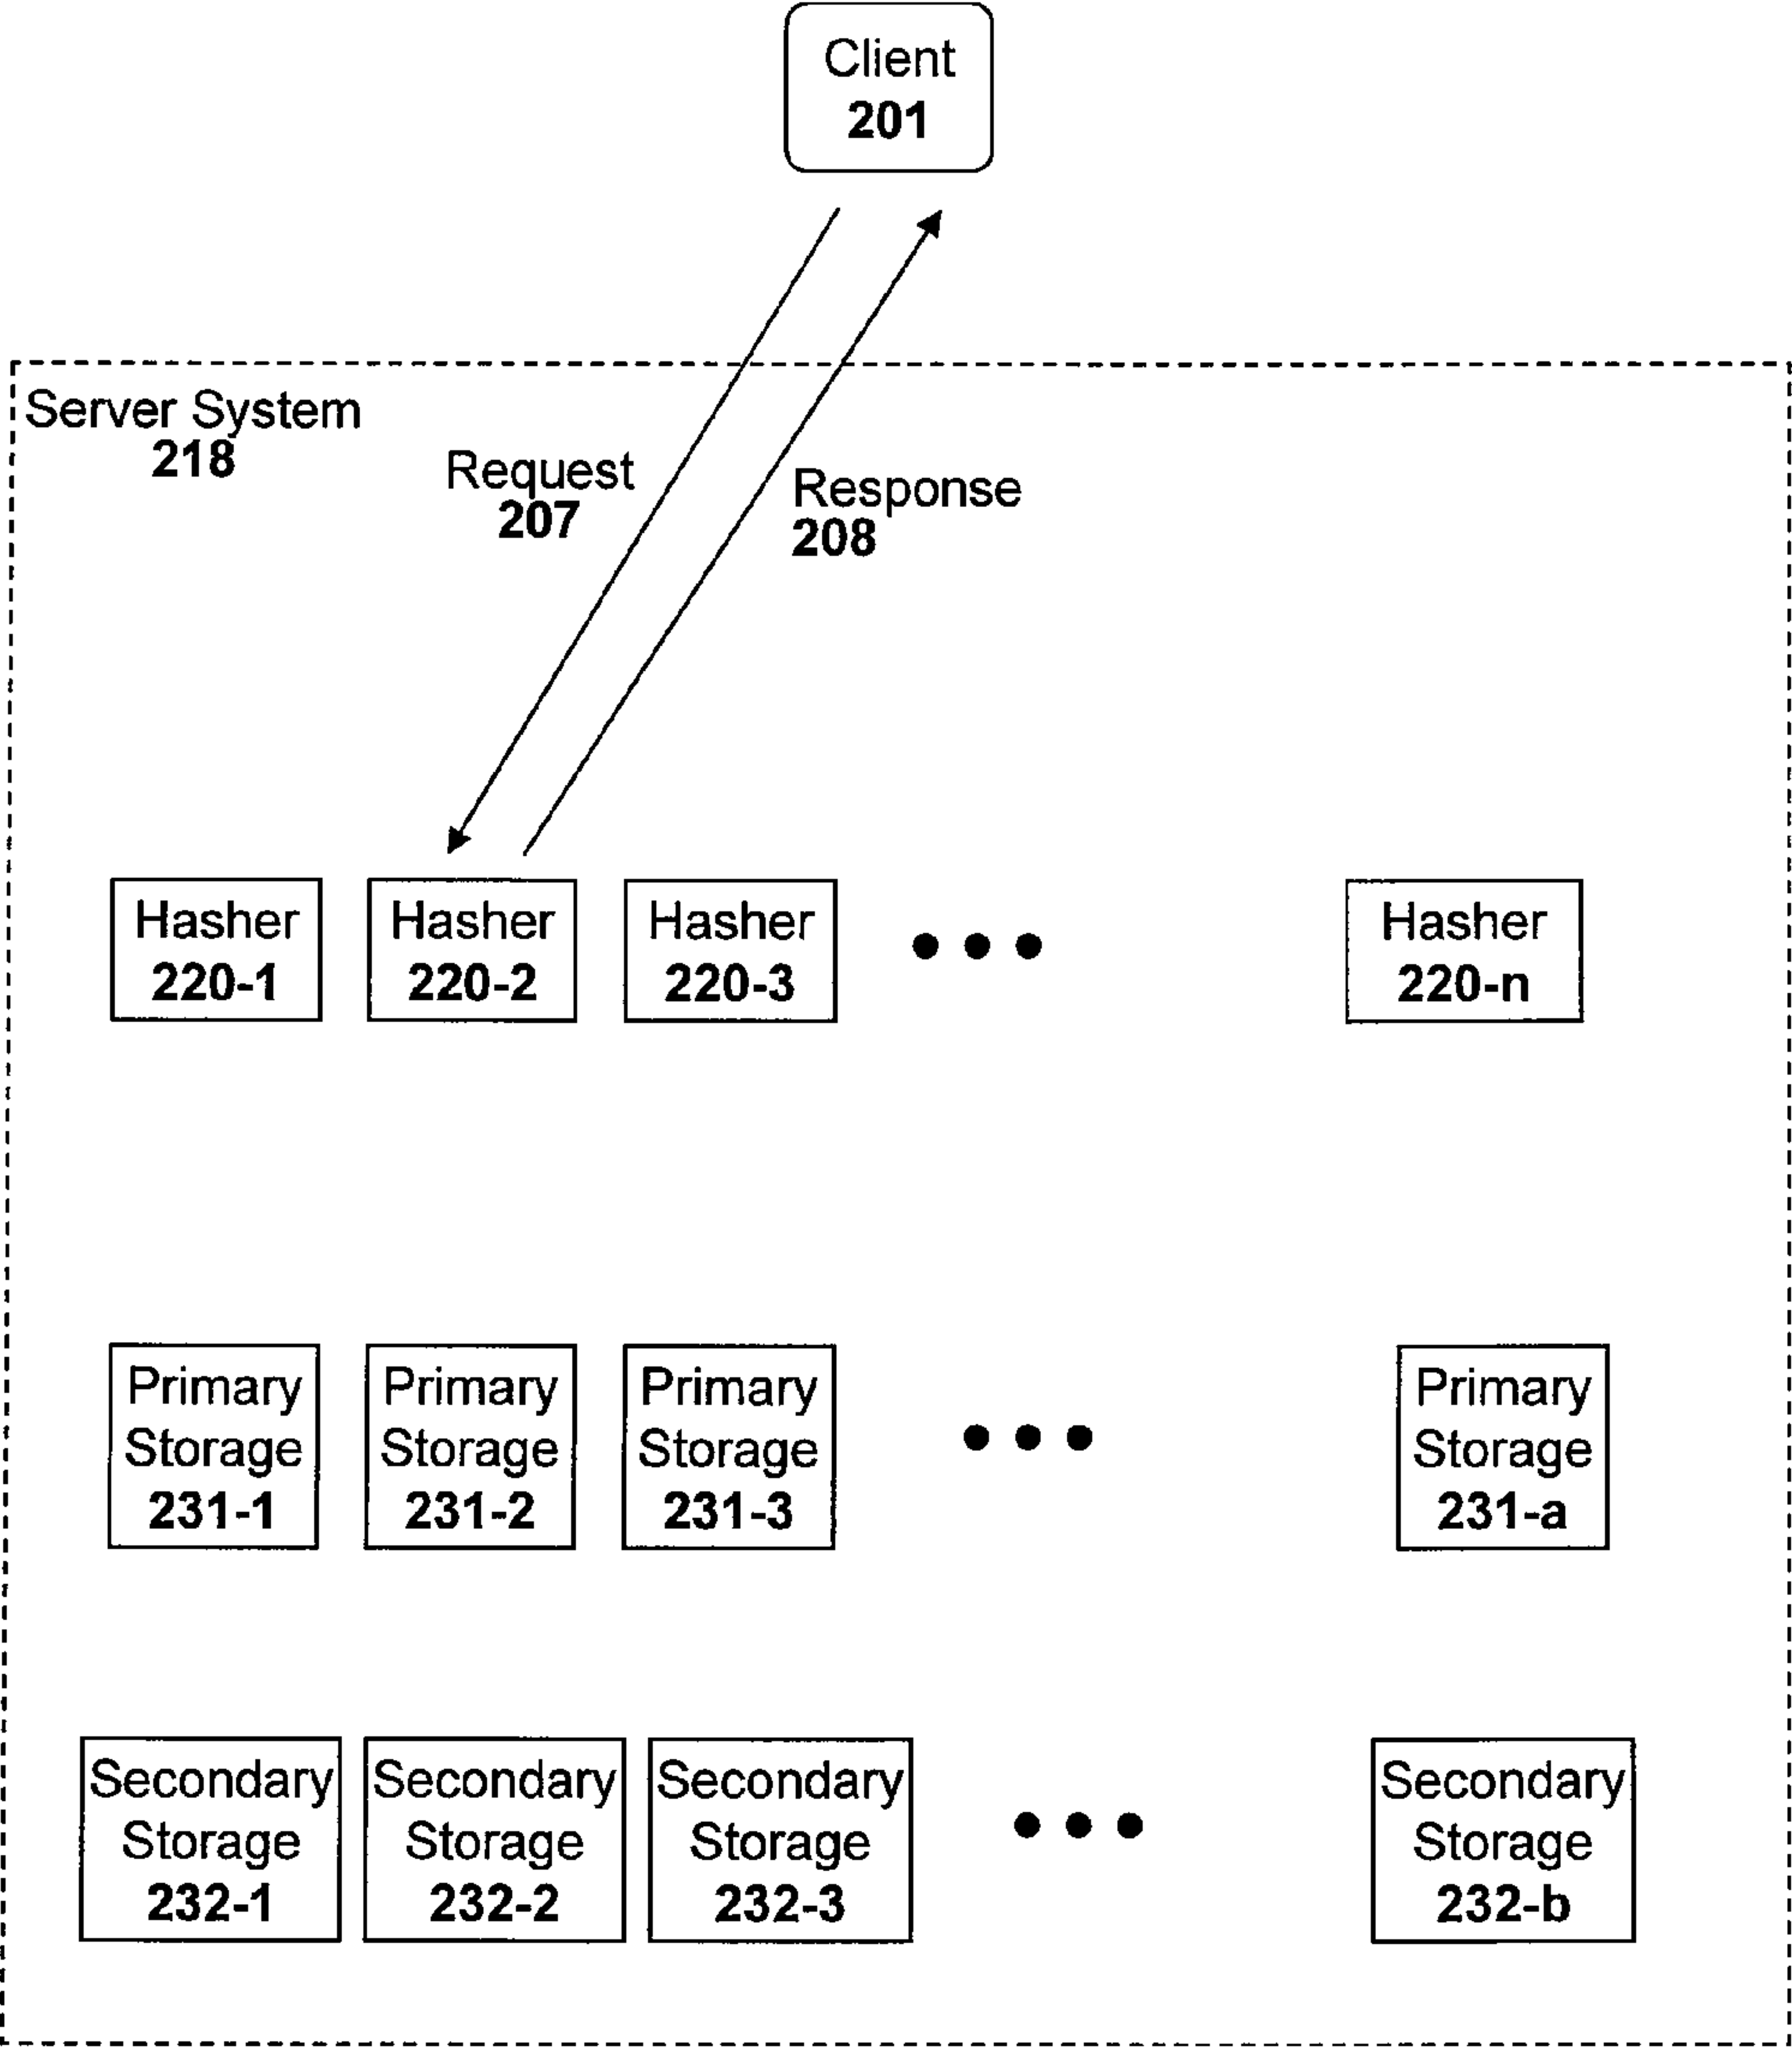 Client
201
Server System
218
Request
207
Response
208
Hasher
220-1
Hasher
220-2
Hasher
220-3
Hasher
220-n
Primary
Storage
231-1
Primary
Storage
231-2
Primary
Storage
231-3
Primary
Storage
231-a
Secondary
Storage
232-1
Secondary
Storage
232-2
Secondary
Storage
232-3
Secondary
Storage
232-b